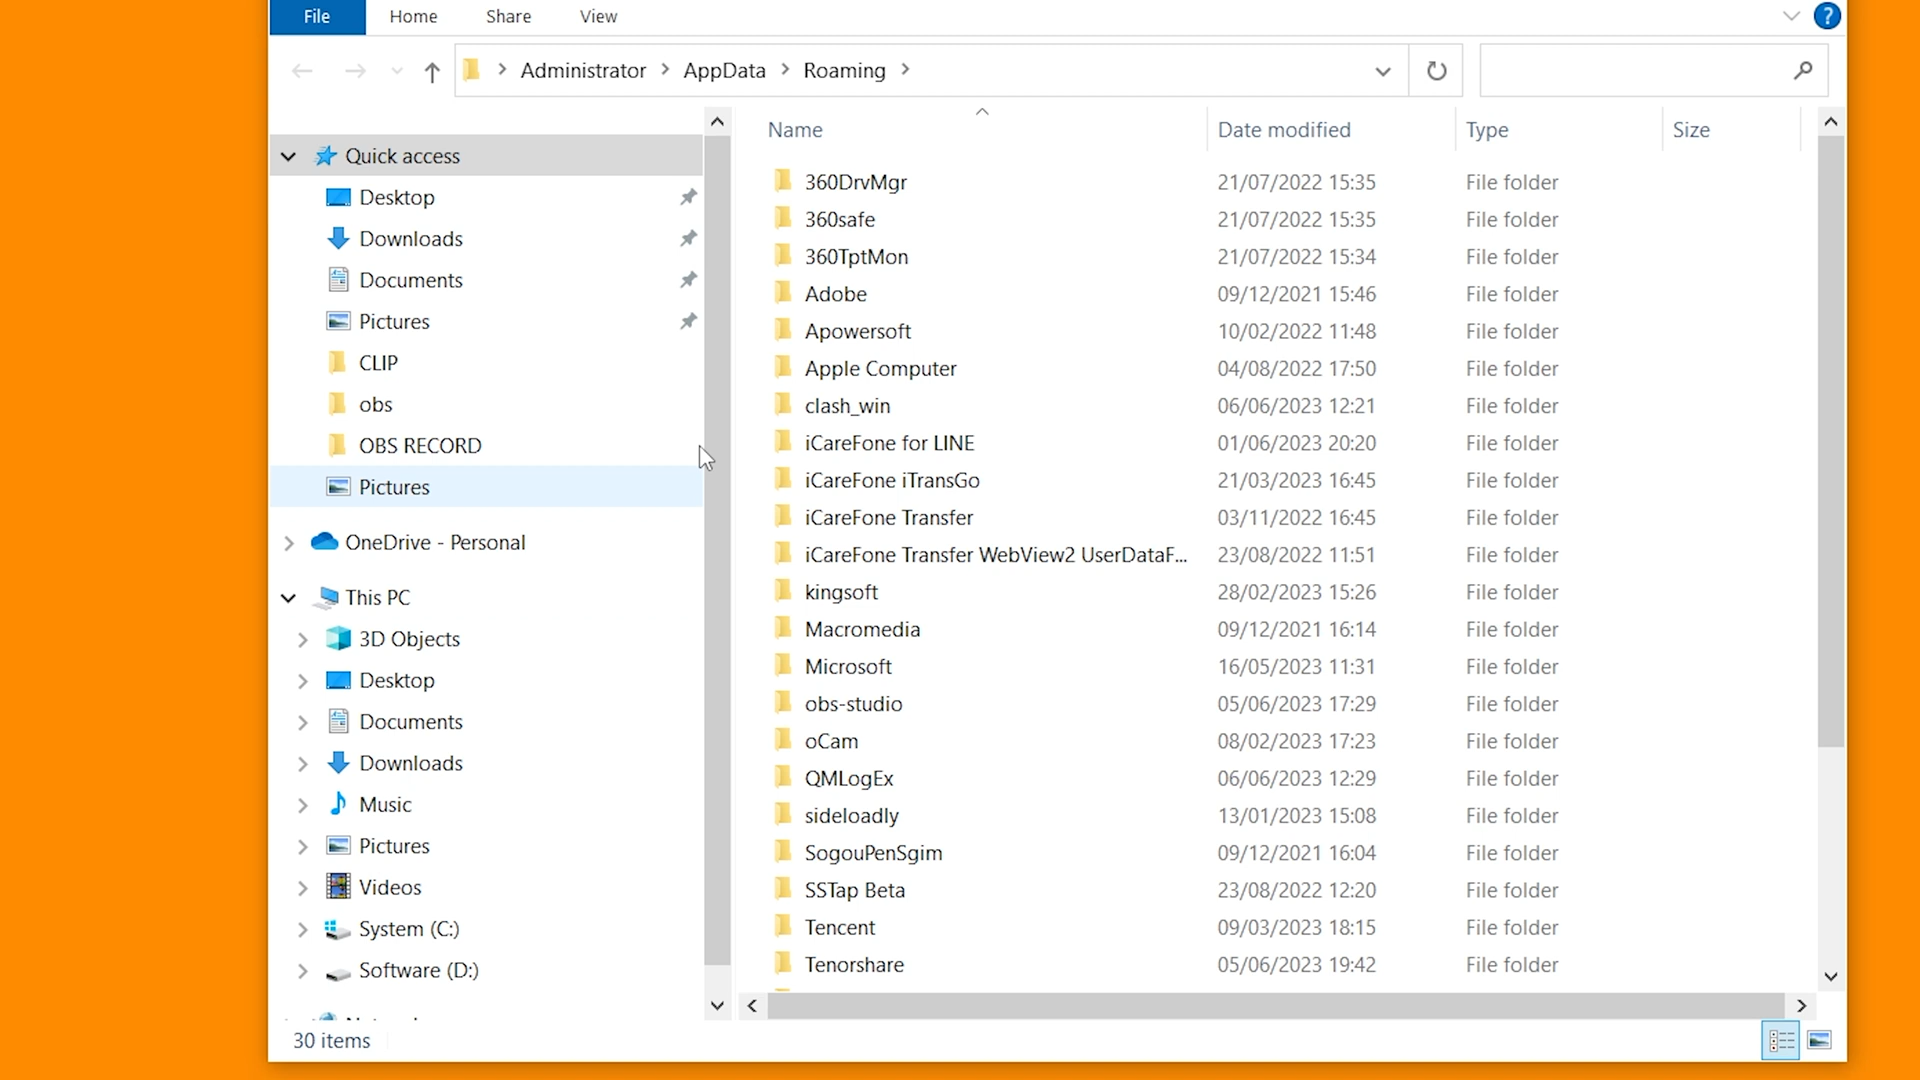 File Home Share View
Administrator AppData Roaming
Name Date modified Type Size
Quick access
Desktop
Downloads
Documents
Pictures
CLIP
obs
OBS RECORD
Pictures
OneDrive - Personal
This PC
3D Objects
Desktop
Documents
Downloads
Music
Pictures
Videos
System (C:)
Software (D:)
360DrvMgr 21/07/2022 15:35 File folder
360safe 21/07/2022 15:35 File folder
360TptMon 21/07/2022 15:34 File folder
Adobe 09/12/2021 15:46 File folder
Apowersoft 10/02/2022 11:48 File folder
Apple Computer 04/08/2022 17:50 File folder
clash_win 06/06/2023 12:21 File folder
iCareFone for LINE 01/06/2023 20:20 File folder
iCareFone iTransGo 21/03/2023 16:45 File folder
iCareFone Transfer 03/11/2022 16:45 File folder
iCareFone Transfer WebView2 UserDataF... 23/08/2022 11:51 File folder
kingsoft 28/02/2023 15:26 File folder
Macromedia 09/12/2021 16:14 File folder
Microsoft 16/05/2023 11:31 File folder
obs-studio 05/06/2023 17:29 File folder
oCam 08/02/2023 17:23 File folder
QMLogEx 06/06/2023 12:29 File folder
sideloadly 13/01/2023 15:08 File folder
SogouPenSgim 09/12/2021 16:04 File folder
SSTap Beta 23/08/2022 12:20 File folder
Tencent 09/03/2023 18:15 File folder
Tenorshare 05/06/2023 19:42 File folder
30 items